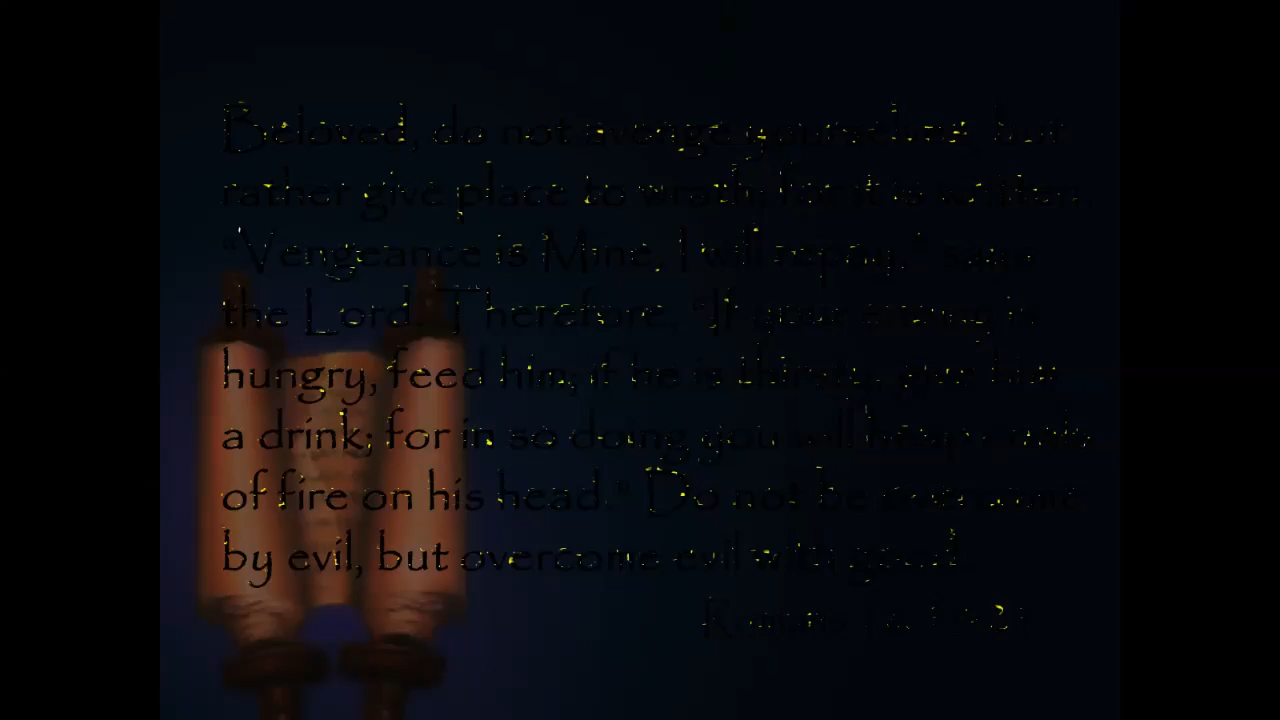 Beloved, do not avenge yourselves, but
rather give place to wrath; for it is written,
“Vengeance is Mine, I will repay,” says
the Lord. Therefore, “If your enemy is
hungry, feed him; if he is thirsty, give him
a drink; for in so doing you will heap coals
of fire on his head.” Do not be overcome
by evil, but overcome evil with good.
Romans